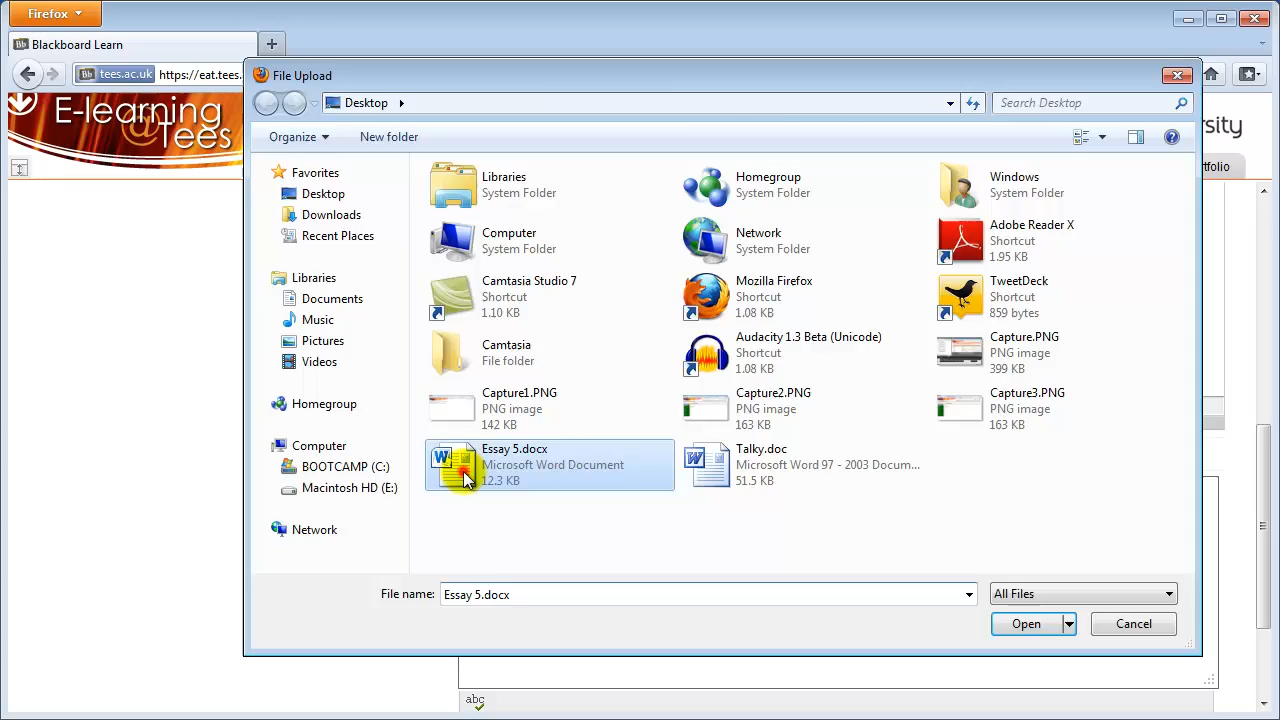 Firefox
Blackboard Learn
tees.ac.uk https://eat.tees.
E-learning
@Tees
rsity
rtfolio
File Upload
Desktop
Search Desktop
Organize New folder
Favorites
Desktop
Downloads
Recent Places
Libraries
Documents
Music
Pictures
Videos
Homegroup
Computer
BOOTCAMP (C:)
Macintosh HD (E:)
Network
Libraries
System Folder
Homegroup
System Folder
Windows
System Folder
Computer
System Folder
Network
System Folder
Adobe Reader X
Shortcut
1.95 KB
Camtasia Studio 7
Shortcut
1.10 KB
Mozilla Firefox
Shortcut
1.08 KB
TweetDeck
Shortcut
859 bytes
Camtasia
File folder
Audacity 1.3 Beta (Unicode)
Shortcut
1.08 KB
Capture.PNG
PNG image
399 KB
Capture1.PNG
PNG image
142 KB
Capture2.PNG
PNG image
163 KB
Capture3.PNG
PNG image
163 KB
Essay 5.docx
Microsoft Word Document
12.3 KB
Talky.doc
Microsoft Word 97 - 2003 Docum...
51.5 KB
File name: Essay 5.docx
All Files
Open
Cancel
abc